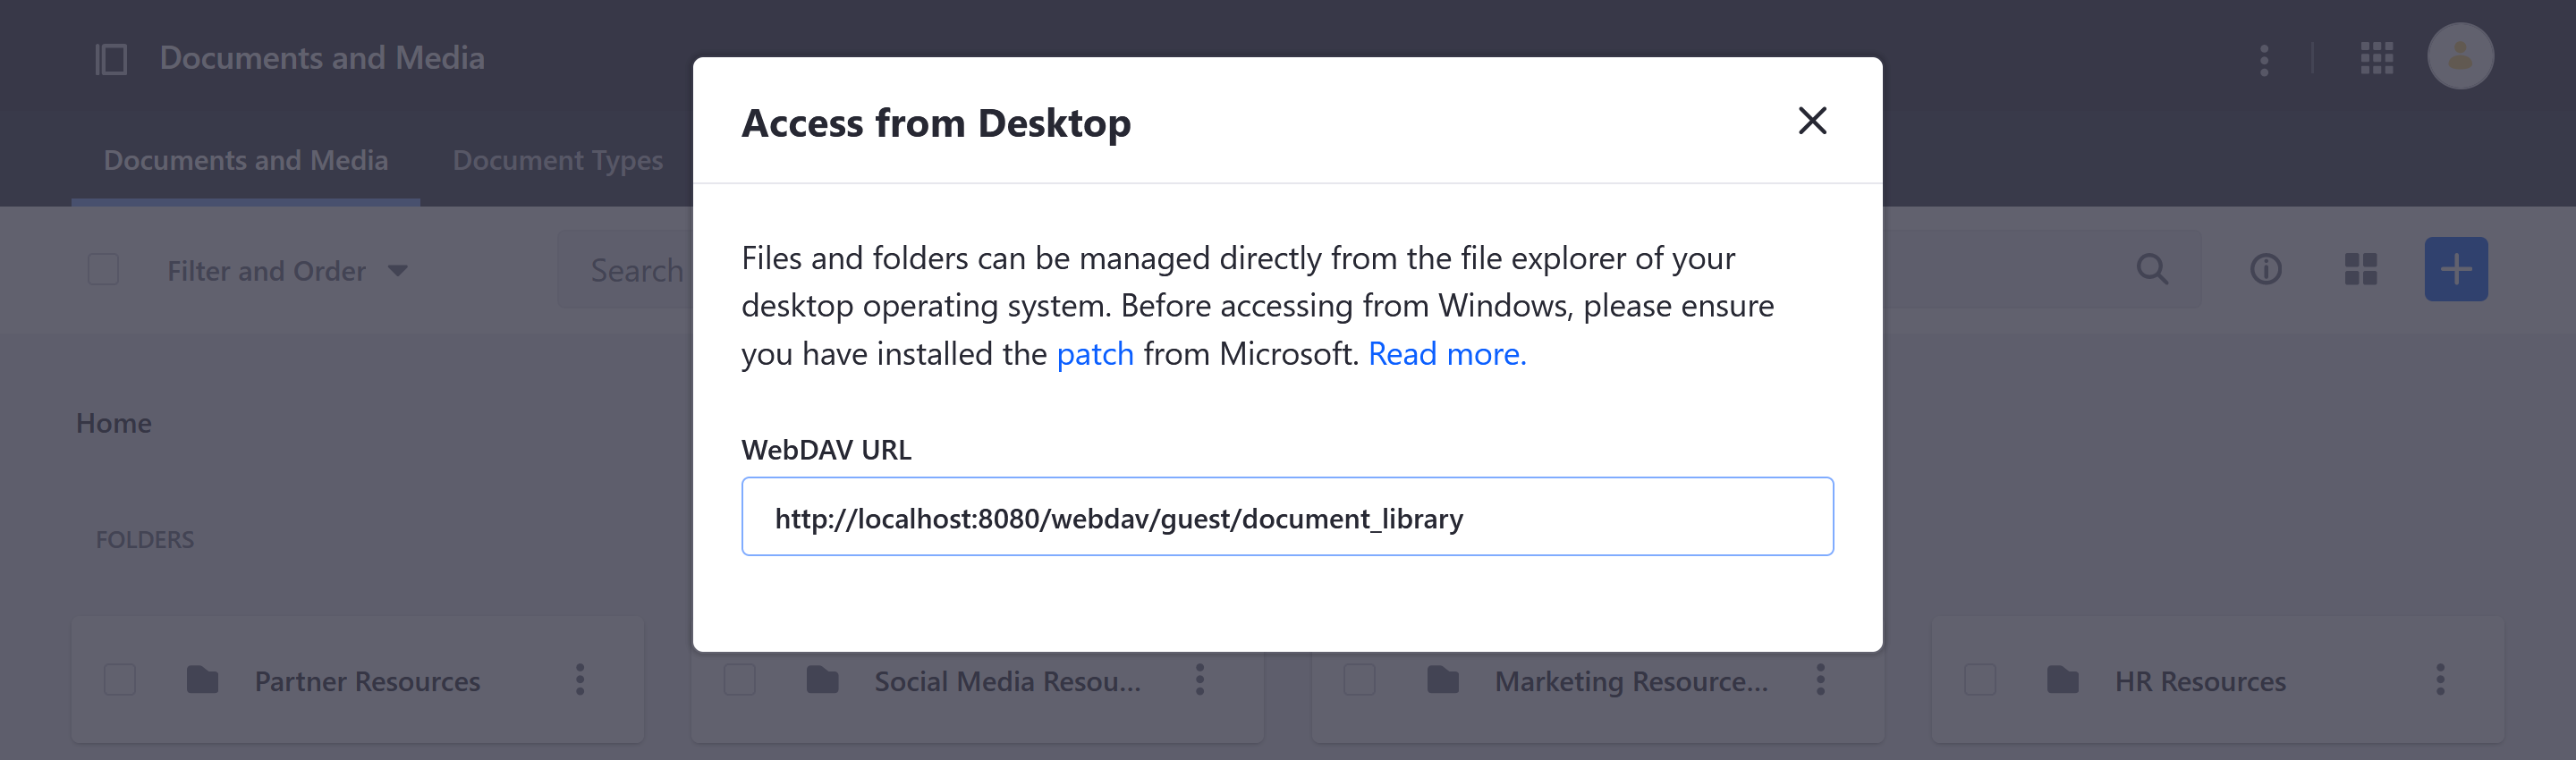 Documents and Media
Documents and Media
Document Types
Access from Desktop
Files and folders can be managed directly from the file explorer of your
desktop operating system. Before accessing from Windows, please ensure
you have installed the patch from Microsoft. Read more.
WebDAV URL
http://localhost:8080/webdav/guest/document_library
Filter and Order
Search
Home
FOLDERS
Partner Resources
Social Media Resou...
Marketing Resource...
HR Resources